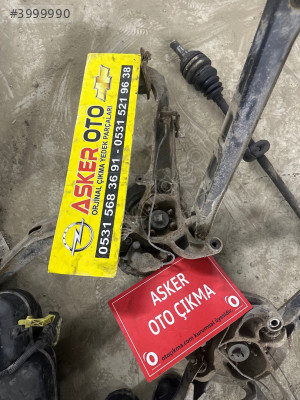 #3999990
ASKER OTO
ORJİNAL ÇIKMA YEDEK PARÇALARI
0531 568 36 91 - 0531 521 96 38
ASKER
OTO ÇIKMA